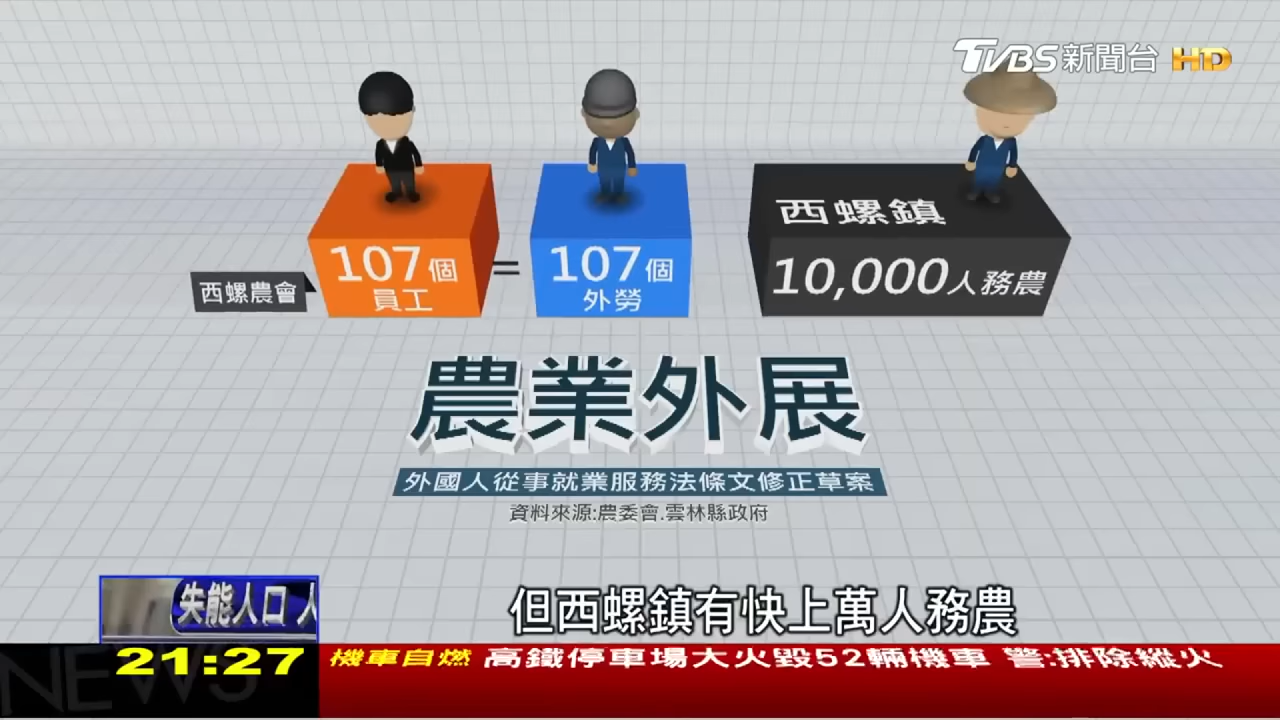 TVBS新聞台 HD
西螺鎮
107個
員工
=
107個
外勞
10,000人務農
西螺農會
農業外展
外國人從事就業服務法條文修正草案
資料來源:農委會.雲林縣政府
失能人口 人
但西螺鎮有快上萬人務農
21:27
機車自燃 高鐵停車場大火毀52輛機車 警:排除縱火
NEWS